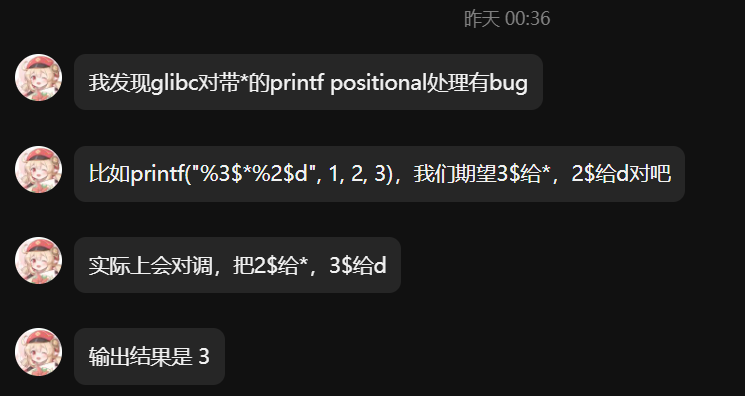 昨天 00:36
我发现glibc对带*的printf positional处理有bug
比如printf("%3$*%2$d", 1, 2, 3)，我们期望3$给*，2$给d对吧
实际上会对调，把2$给*，3$给d
输出结果是 3